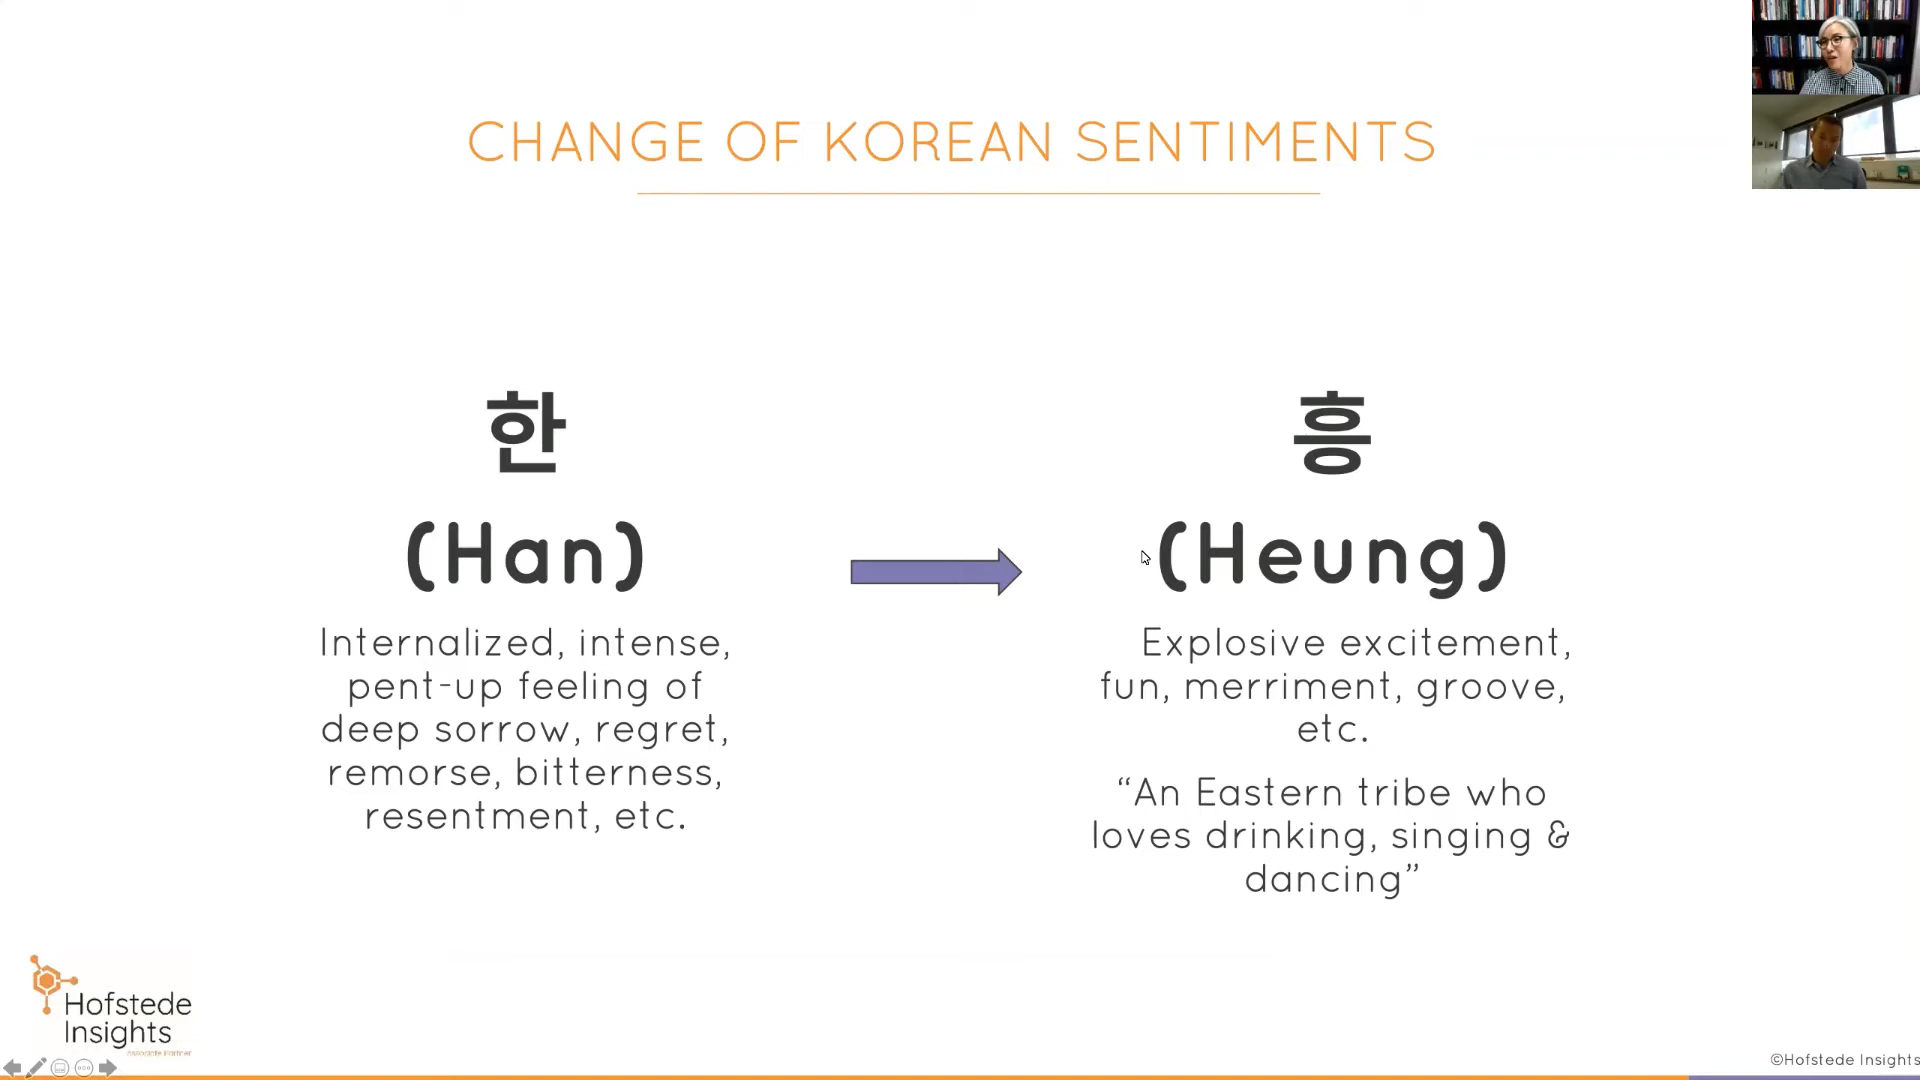 CHANGE OF KOREAN SENTIMENTS
한
(Han)
Internalized, intense,
pent-up feeling of
deep sorrow, regret,
remorse, bitterness,
resentment, etc.
흥
(Heung)
Explosive excitement,
fun, merriment, groove,
etc.
“An Eastern tribe who
loves drinking, singing &
dancing”
Hofstede
Insights
Associate Partner
©Hofstede Insights